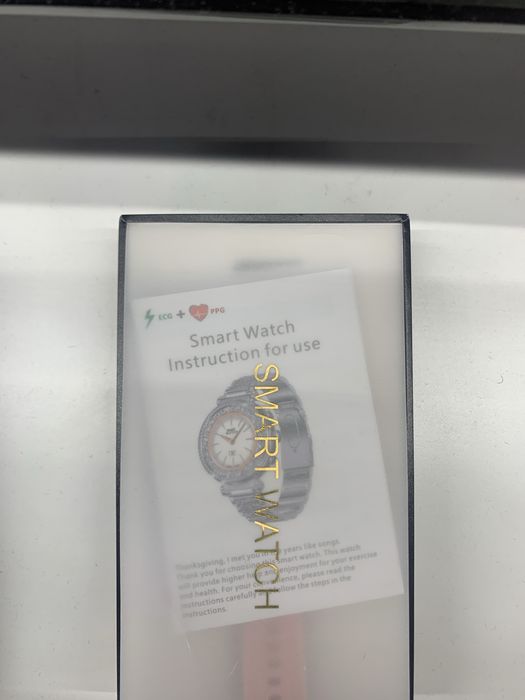 ECG + PPG
Smart Watch
Instruction for use
SMART WATCH
Thanksgiving, I met you years like songs.
Thank you for choosing smart watch. This watch
will provide higher enjoyment for your exercise
and health. For your convenience, please read the
instructions carefully follow the steps in the
instructions.